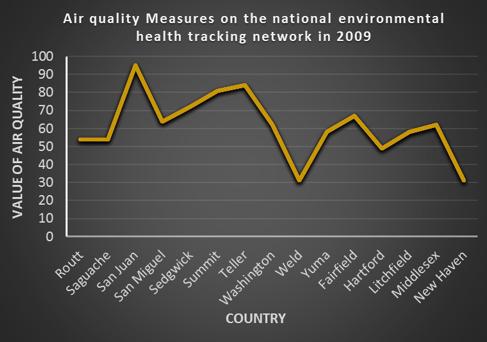 Air quality Measures on the national environmental
health tracking network in 2009
VALUE OF AIR QUALITY
100
90
80
70
60
50
40
30
20
10
0
Routt
Saguache
San Juan
San Miguel
Sedgwick
Summit
Teller
Washington
Weld
Yuma
Fairfield
Hartford
Litchfield
Middlesex
New Haven
COUNTRY